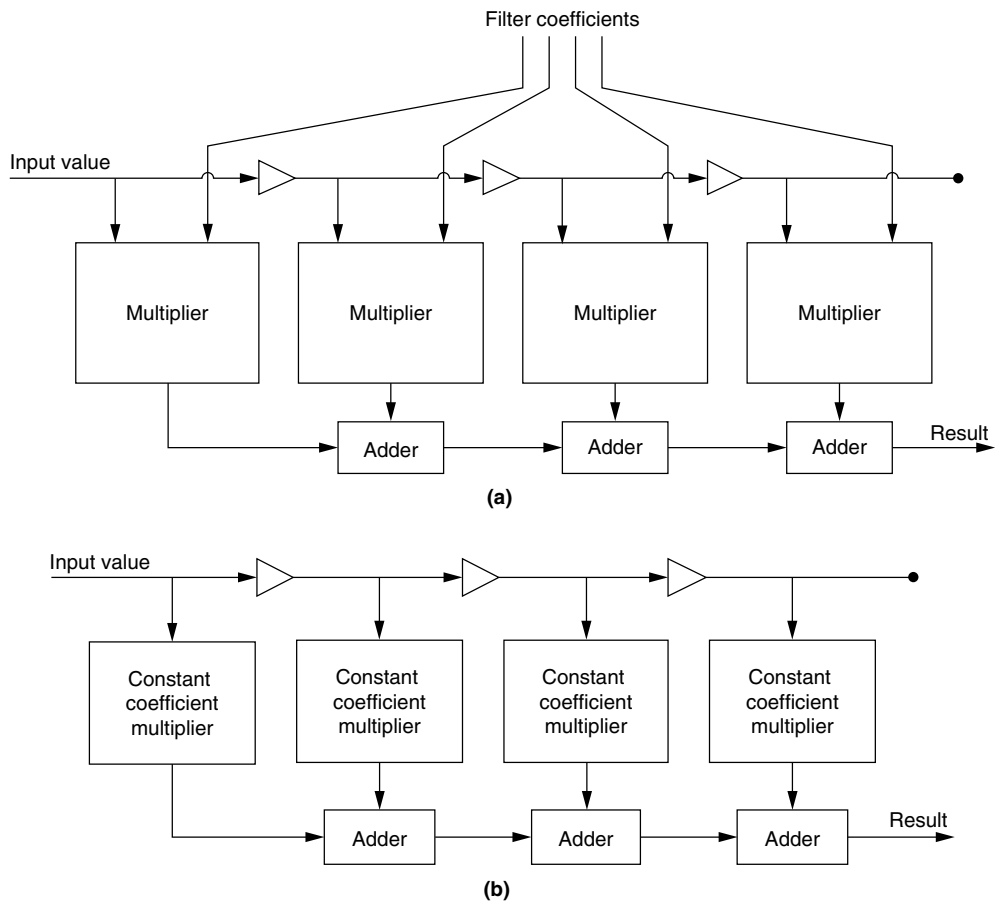 Filter coefficients
Input value
Multiplier Multiplier Multiplier Multiplier
Adder Adder Adder Result
(a)
Input value
Constant coefficient multiplier
Constant coefficient multiplier
Constant coefficient multiplier
Constant coefficient multiplier
Adder Adder Adder Result
(b)